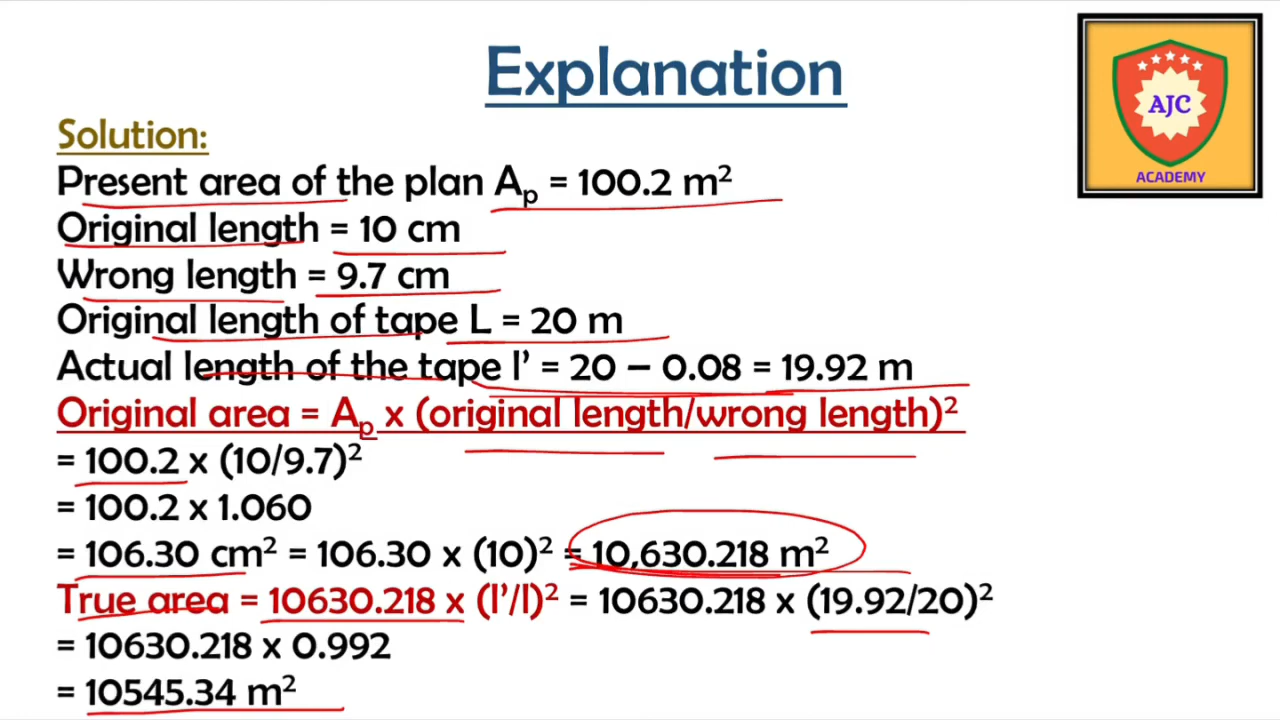 Explanation
AJC
ACADEMY
Solution:
Present area of the plan Aₚ = 100.2 m²
Original length = 10 cm
Wrong length = 9.7 cm
Original length of tape L = 20 m
Actual length of the tape l’ = 20 – 0.08 = 19.92 m
Original area = Aₚ x (original length/wrong length)²
= 100.2 x (10/9.7)²
= 100.2 x 1.060
= 106.30 cm² = 106.30 x (10)² = 10,630.218 m²
True area = 10630.218 x (l’/l)² = 10630.218 x (19.92/20)²
= 10630.218 x 0.992
= 10545.34 m²